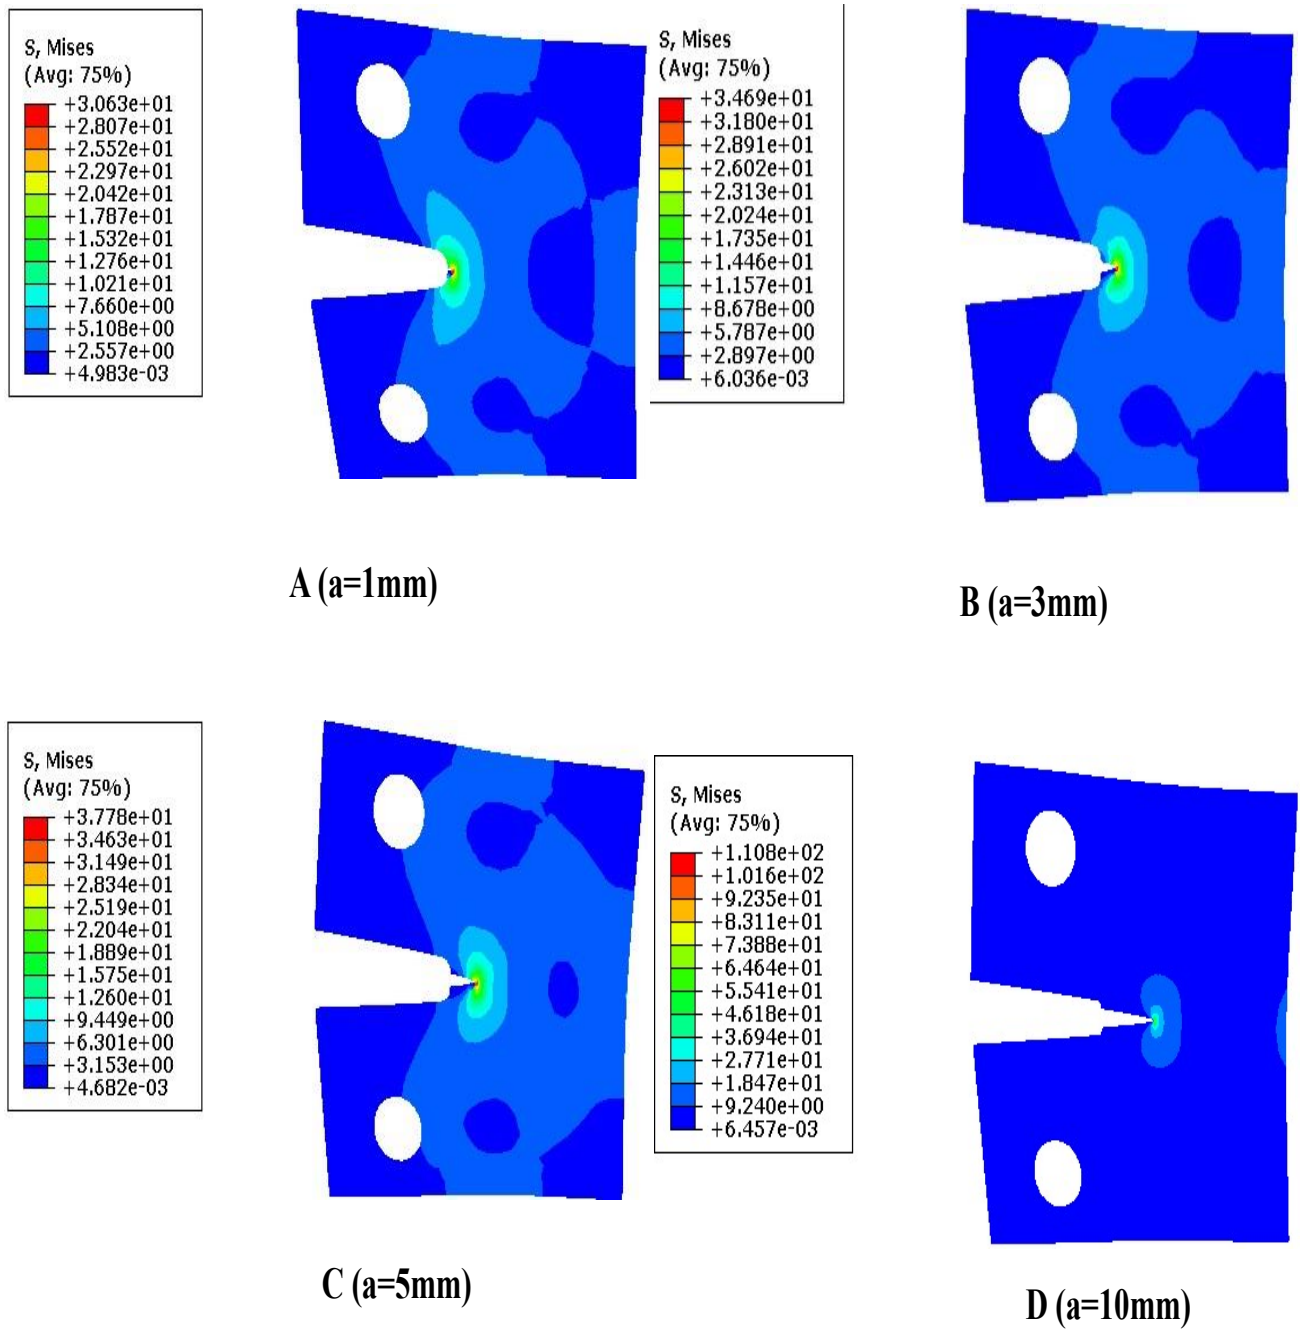 S, Mises
(Avg: 75%)
+3.063e+01
+2.807e+01
+2.552e+01
+2.297e+01
+2.042e+01
+1.787e+01
+1.532e+01
+1.276e+01
+1.021e+01
+7.660e+00
+5.108e+00
+2.557e+00
+4.983e-03
A (a=1mm)
S, Mises
(Avg: 75%)
+3.469e+01
+3.180e+01
+2.891e+01
+2.602e+01
+2.313e+01
+2.024e+01
+1.735e+01
+1.446e+01
+1.157e+01
+8.678e+00
+5.787e+00
+2.897e+00
+6.036e-03
B (a=3mm)
S, Mises
(Avg: 75%)
+3.778e+01
+3.463e+01
+3.149e+01
+2.834e+01
+2.519e+01
+2.204e+01
+1.889e+01
+1.575e+01
+1.260e+01
+9.449e+00
+6.301e+00
+3.153e+00
+4.682e-03
C (a=5mm)
S, Mises
(Avg: 75%)
+1.108e+02
+1.016e+02
+9.235e+01
+8.311e+01
+7.388e+01
+6.464e+01
+5.541e+01
+4.618e+01
+3.694e+01
+2.771e+01
+1.847e+01
+9.240e+00
+6.457e-03
D (a=10mm)